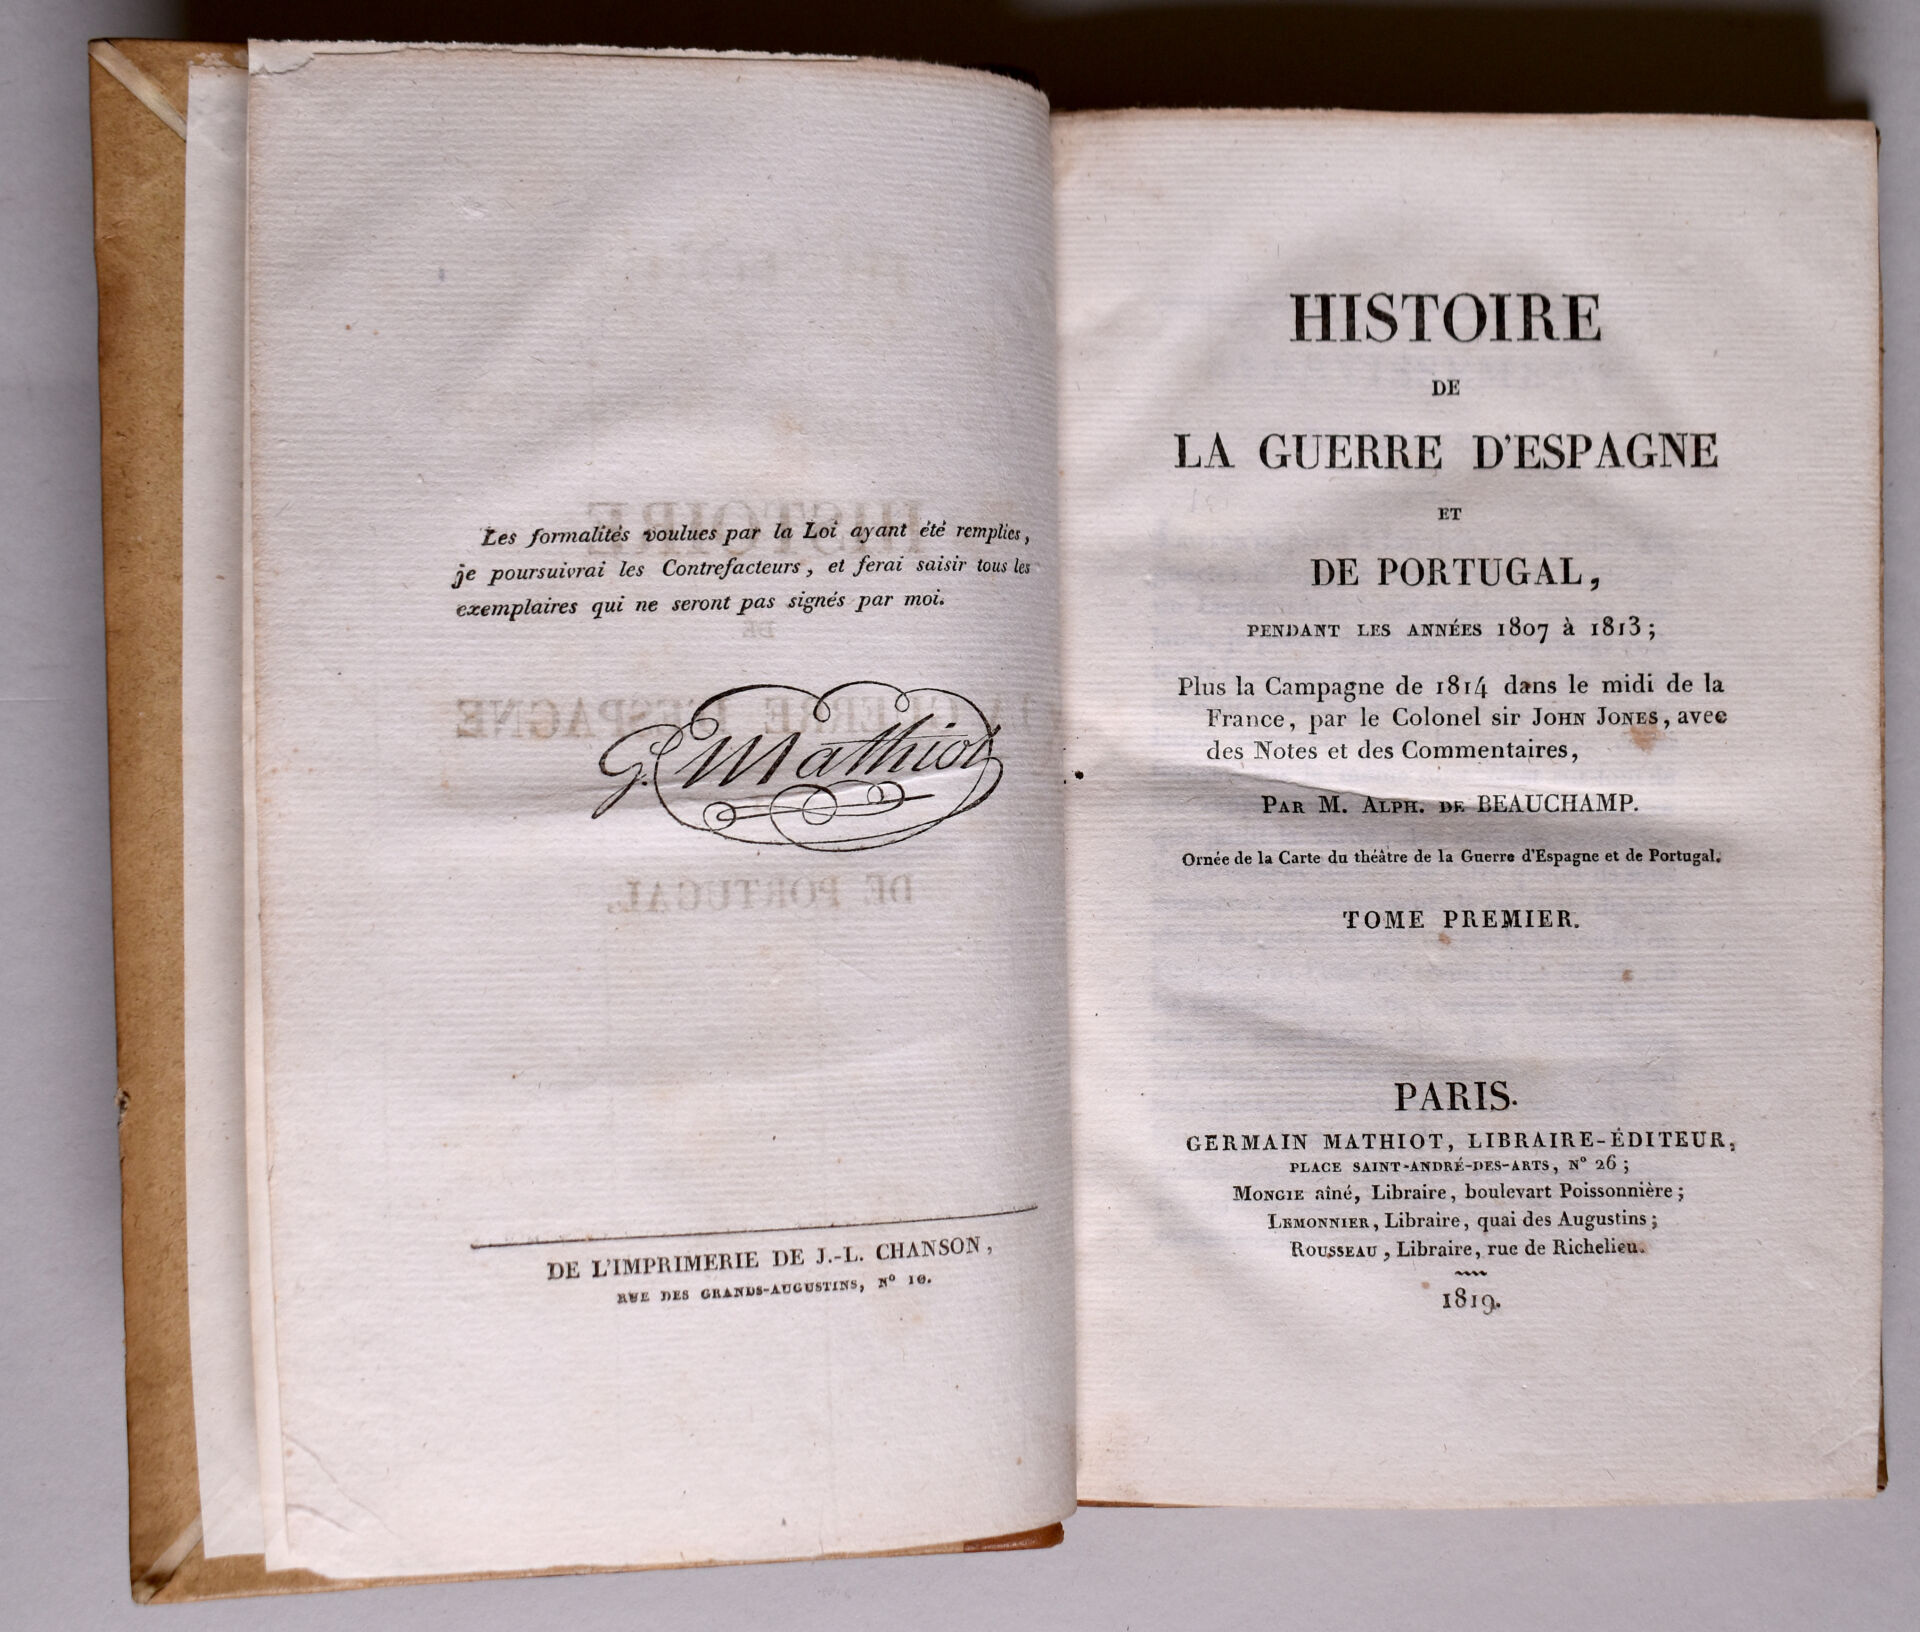 Les formalités voulues par la Loi ayant été remplies,
je poursuivrai les Contrefacteurs, et ferai saisir tous les
exemplaires qui ne seront pas signés par moi.
G. Mathiot
DE L'IMPRIMERIE DE J.-L. CHANSON,
RUE DES GRANDS-AUGUSTINS, N° 10.
HISTOIRE
DE
LA GUERRE D'ESPAGNE
ET
DE PORTUGAL,
PENDANT LES ANNÉES 1807 à 1813;
Plus la Campagne de 1814 dans le midi de la
France, par le Colonel sir JOHN JONES, avec
des Notes et des Commentaires,
PAR M. ALPH. DE BEAUCHAMP.
Ornée de la Carte du théâtre de la Guerre d'Espagne et de Portugal.
TOME PREMIER.
PARIS.
GERMAIN MATHIOT, LIBRAIRE-ÉDITEUR,
PLACE SAINT-ANDRÉ-DES-ARTS, N° 26;
MONGIE aîné, Libraire, boulevart Poissonnière;
LEMONNIER, Libraire, quai des Augustins;
ROUSSEAU, Libraire, rue de Richelieu.
1819.